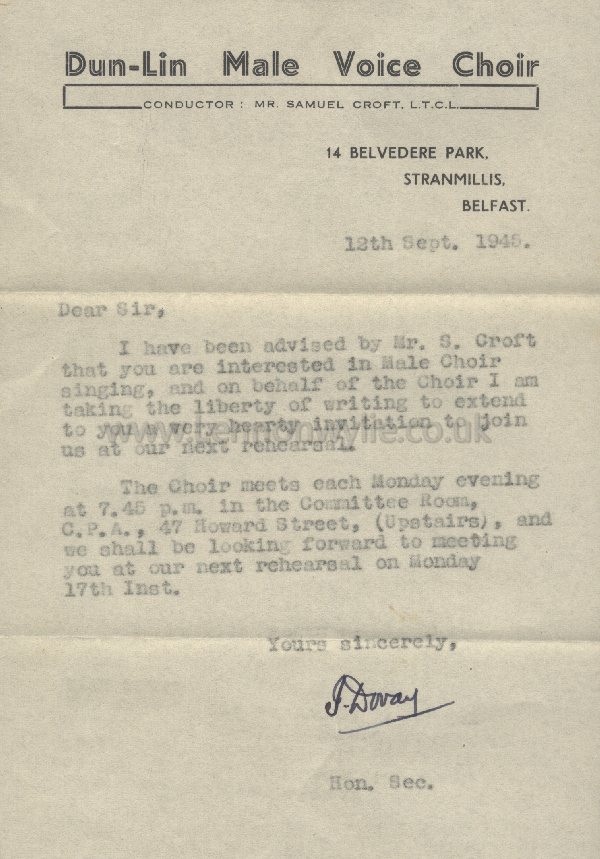 Dun-Lin Male Voice Choir
CONDUCTOR : MR. SAMUEL CROFT, L.T.C.L.
14 BELVEDERE PARK,
STRANMILLIS,
BELFAST.
12th Sept. 1945.
Dear Sir,
I have been advised by Mr. S. Croft
that you are interested in Male Choir
singing, and on behalf of the Choir I am
taking the liberty of writing to extend
to you a very hearty invitation to join
us at our next rehearsal.
The Choir meets each Monday evening
at 7.45 p.m. in the Committee Room,
C.P.A., 47 Howard Street, (Upstairs), and
we shall be looking forward to meeting
you at our next rehearsal on Monday
17th Inst.
Yours sincerely,
Hon. Sec.